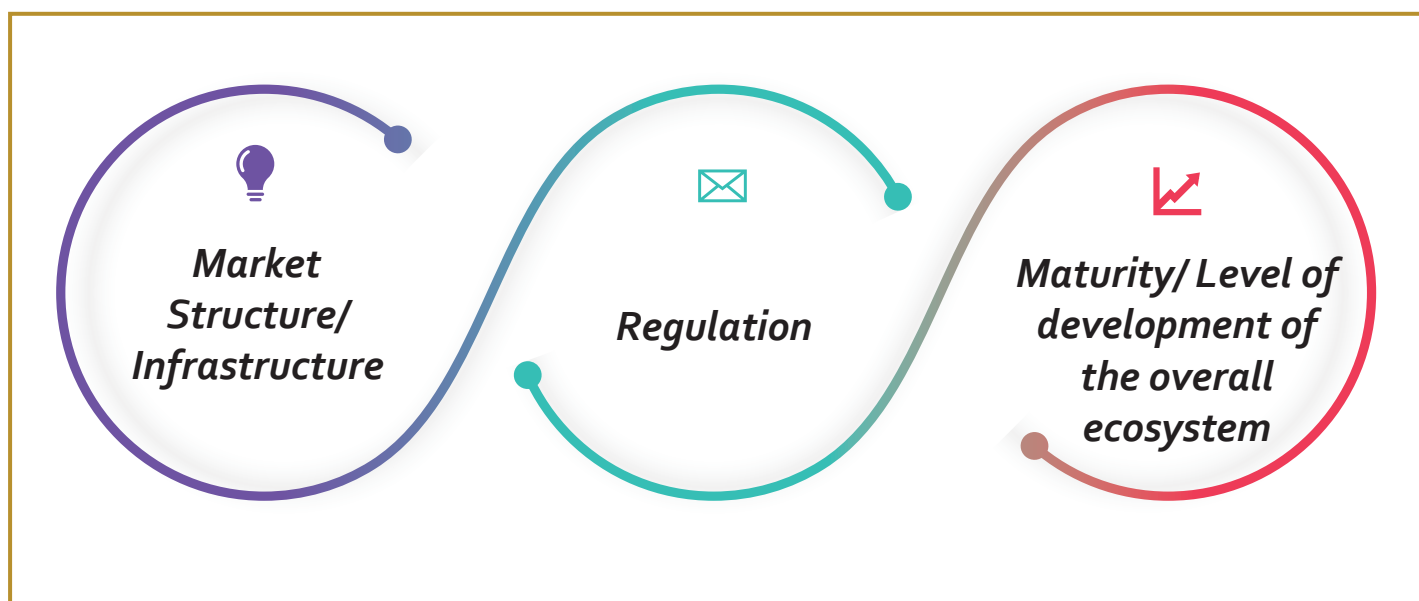 Market
Structure/
Infrastructure
Regulation
Maturity/ Level of
development of
the overall
ecosystem